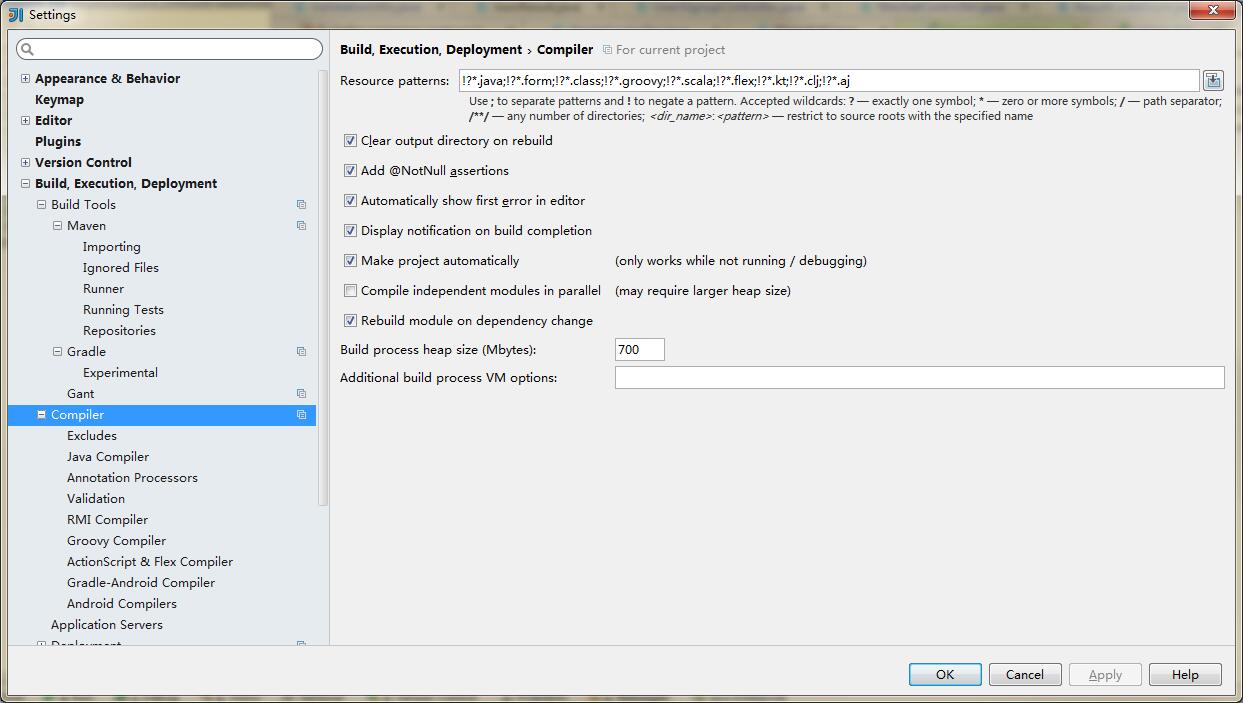 Settings
Build, Execution, Deployment › Compiler For current project
Appearance & Behavior
Keymap
Editor
Plugins
Version Control
Build, Execution, Deployment
Build Tools
Maven
Importing
Ignored Files
Runner
Running Tests
Repositories
Gradle
Experimental
Gant
Compiler
Excludes
Java Compiler
Annotation Processors
Validation
RMI Compiler
Groovy Compiler
ActionScript & Flex Compiler
Gradle-Android Compiler
Android Compilers
Application Servers
Deployment
Resource patterns: !?*.java;!?*.form;!?*.class;!?*.groovy;!?*.scala;!?*.flex;!?*.kt;!?*.clj;!?*.aj
Use ; to separate patterns and ! to negate a pattern. Accepted wildcards: ? — exactly one symbol; * — zero or more symbols; / — path separator;
/**/ — any number of directories; <dir_name>:<pattern> — restrict to source roots with the specified name
Clear output directory on rebuild
Add @NotNull assertions
Automatically show first error in editor
Display notification on build completion
Make project automatically (only works while not running / debugging)
Compile independent modules in parallel (may require larger heap size)
Rebuild module on dependency change
Build process heap size (Mbytes): 700
Additional build process VM options:
OK Cancel Apply Help